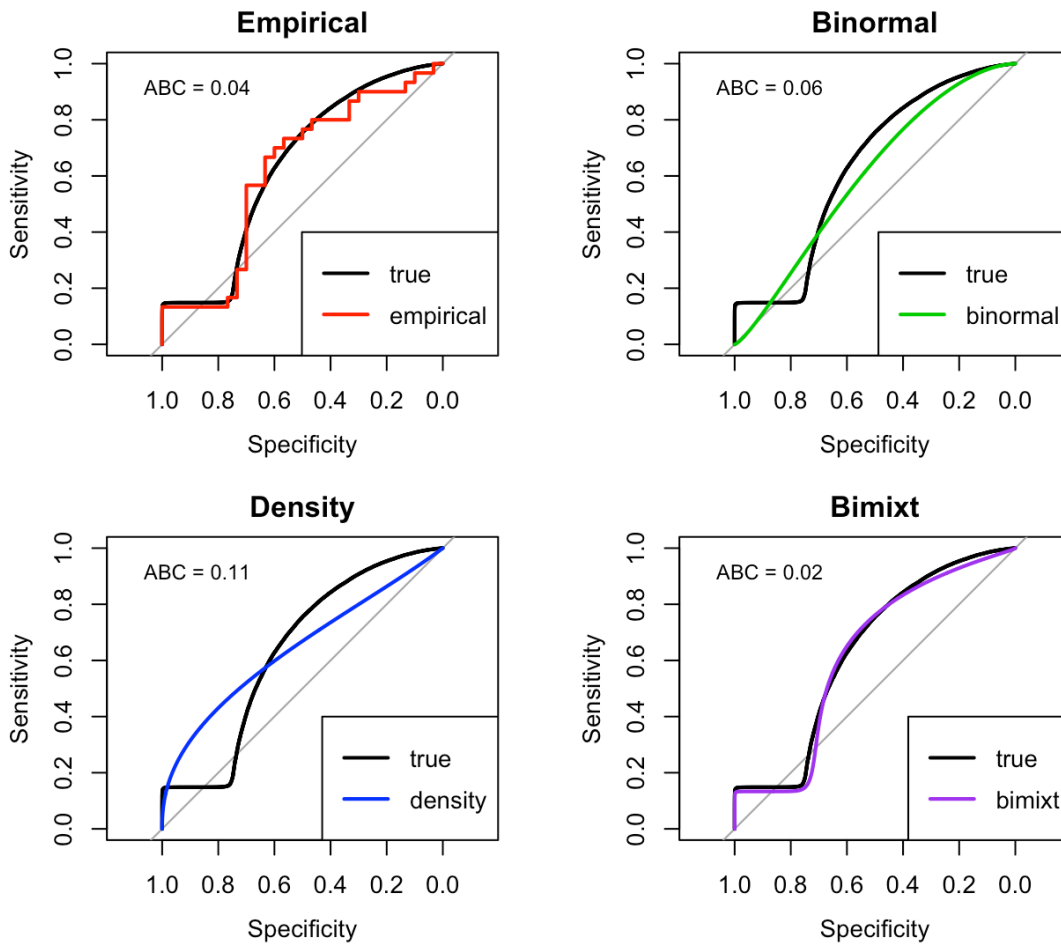 Empirical
ABC = 0.04
Sensitivity
0.0 0.2 0.4 0.6 0.8 1.0
true
empirical
1.0 0.8 0.6 0.4 0.2 0.0
Specificity
Binormal
ABC = 0.06
Sensitivity
0.0 0.2 0.4 0.6 0.8 1.0
true
binormal
1.0 0.8 0.6 0.4 0.2 0.0
Specificity
Density
ABC = 0.11
Sensitivity
0.0 0.2 0.4 0.6 0.8 1.0
true
density
1.0 0.8 0.6 0.4 0.2 0.0
Specificity
Bimixt
ABC = 0.02
Sensitivity
0.0 0.2 0.4 0.6 0.8 1.0
true
bimixt
1.0 0.8 0.6 0.4 0.2 0.0
Specificity